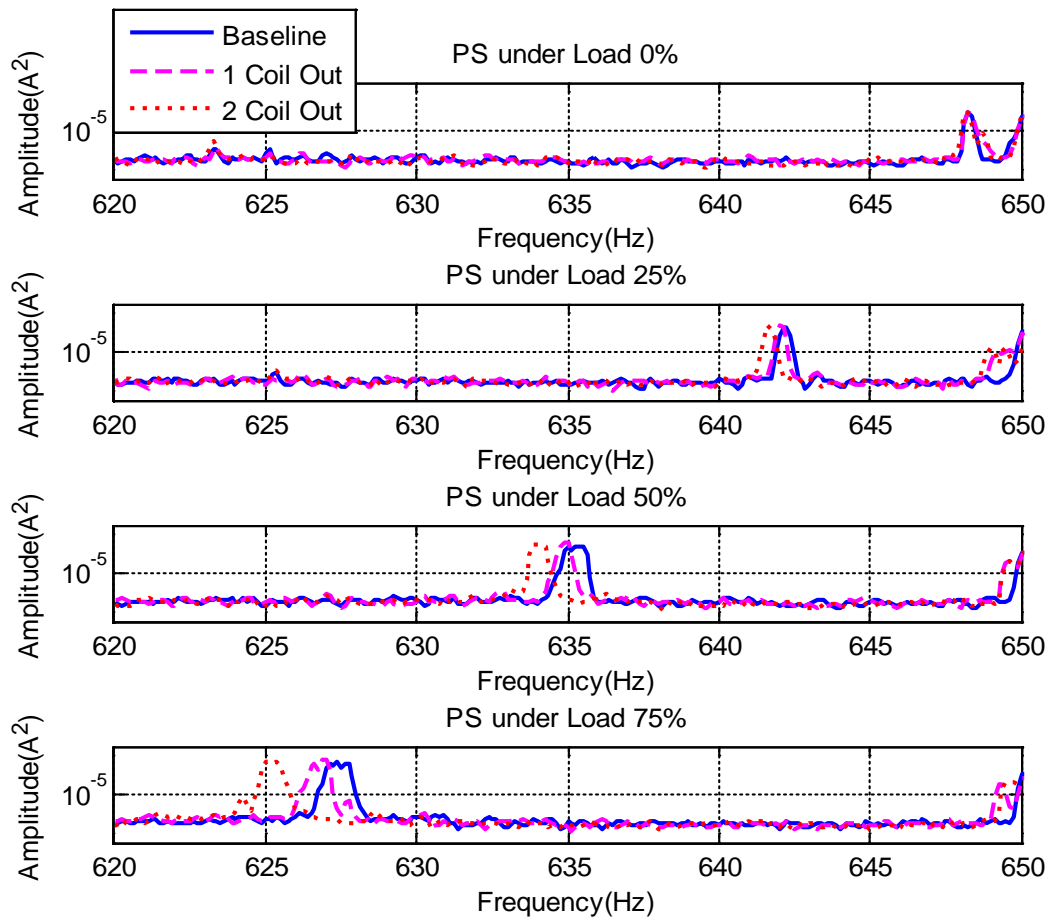 Baseline
1 Coil Out
2 Coil Out
PS under Load 0%
Amplitude(A²)
10⁻⁵
620 625 630 635 640 645 650
Frequency(Hz)
PS under Load 25%
Amplitude(A²)
10⁻⁵
620 625 630 635 640 645 650
Frequency(Hz)
PS under Load 50%
Amplitude(A²)
10⁻⁵
620 625 630 635 640 645 650
Frequency(Hz)
PS under Load 75%
Amplitude(A²)
10⁻⁵
620 625 630 635 640 645 650
Frequency(Hz)